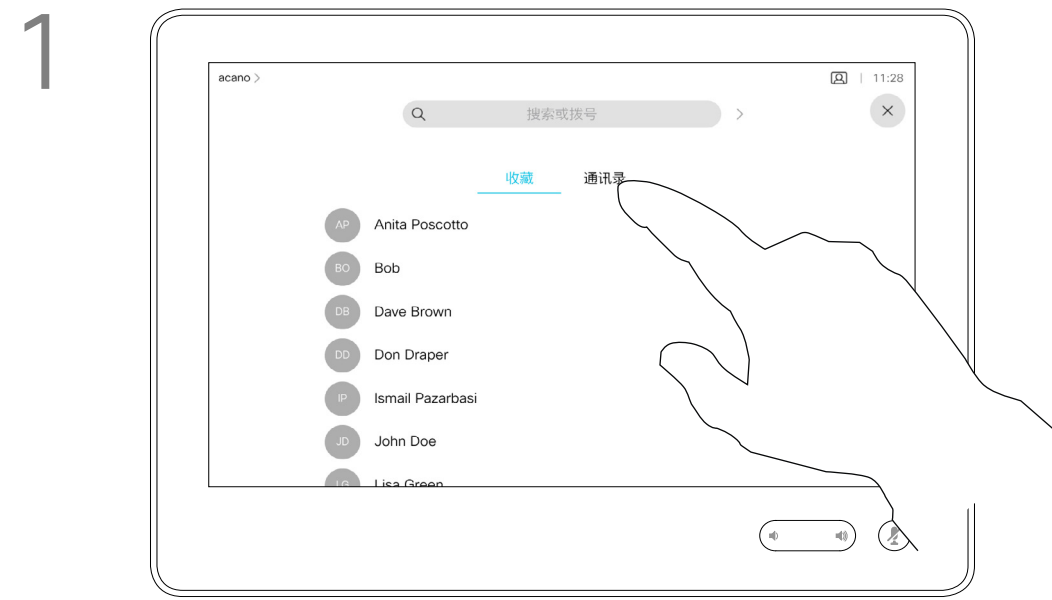 1
acano >
11:28
搜索或拨号 >
收藏 通讯录
AP Anita Poscotto
BO Bob
DB Dave Brown
DD Don Draper
IP Ismail Pazarbasi
JD John Doe
LG Lisa Green